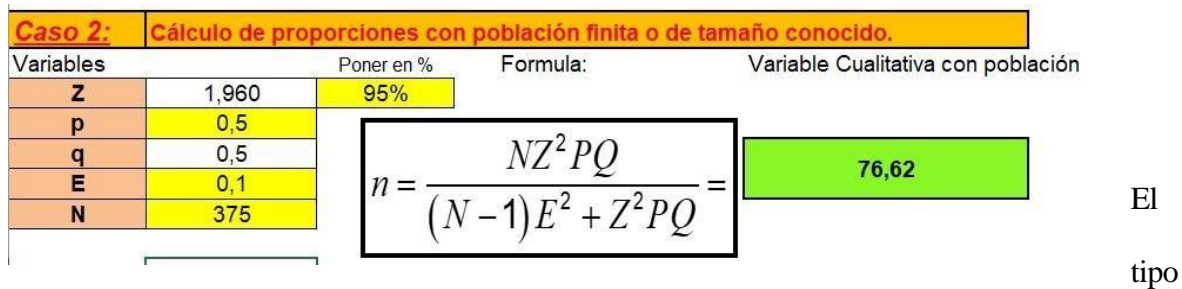 Caso 2: Cálculo de proporciones con población finita o de tamaño conocido.
Variables Poner en % Formula: Variable Cualitativa con población
Z 1,960 95%
p 0,5
q 0,5
E 0,1
N 375
n = NZ²PQ / ((N − 1)E² + Z²PQ) =
76,62
El
tipo